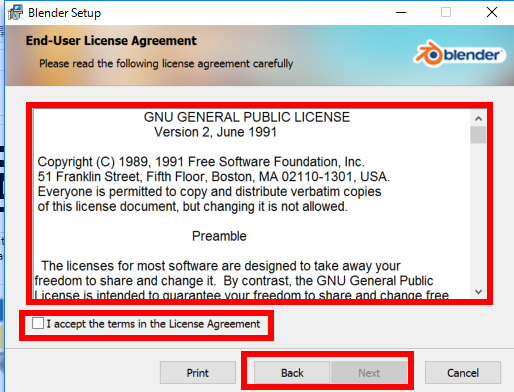 Blender Setup
End-User License Agreement
Please read the following license agreement carefully
blender
GNU GENERAL PUBLIC LICENSE
Version 2, June 1991
Copyright (C) 1989, 1991 Free Software Foundation, Inc.
51 Franklin Street, Fifth Floor, Boston, MA 02110-1301, USA.
Everyone is permitted to copy and distribute verbatim copies
of this license document, but changing it is not allowed.
Preamble
The licenses for most software are designed to take away your
freedom to share and change it. By contrast, the GNU General Public
License is intended to guarantee your freedom to share and change free
I accept the terms in the License Agreement
Print Back Next Cancel